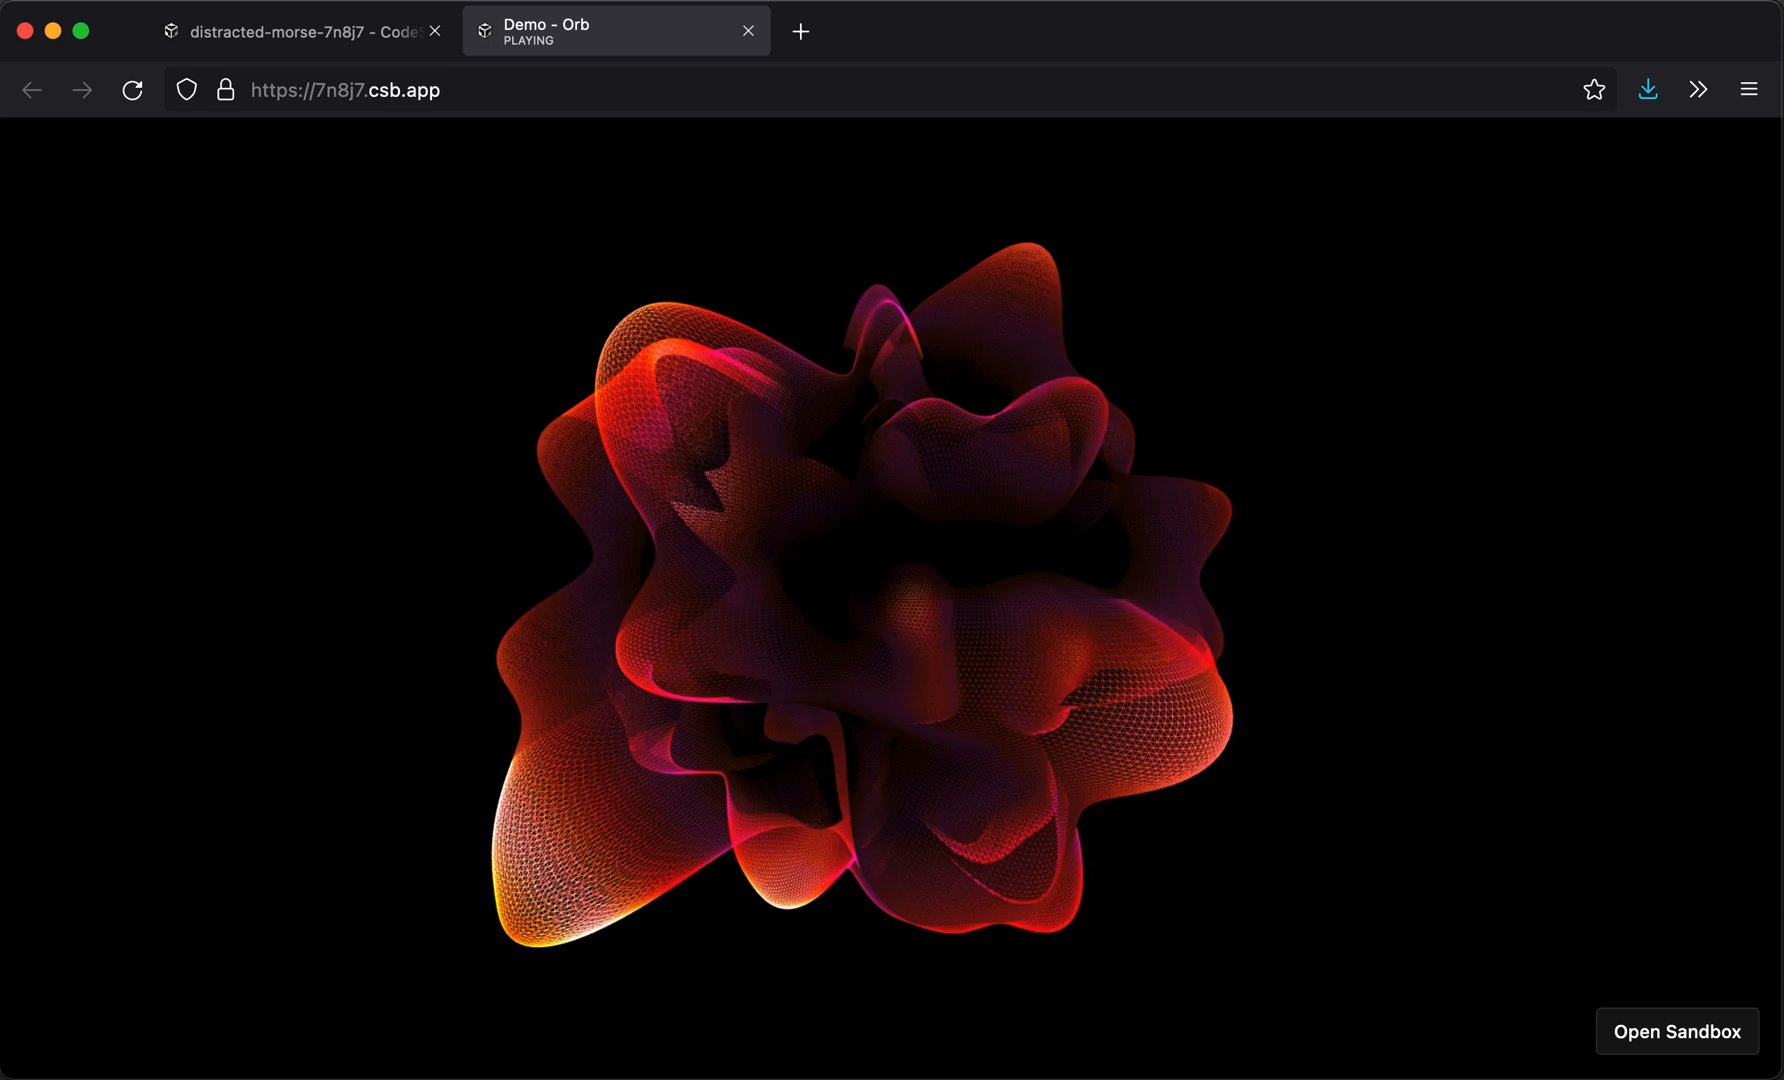 distracted-morse-7n8j7 - Code
Demo - Orb
PLAYING
https://7n8j7.csb.app
Open Sandbox